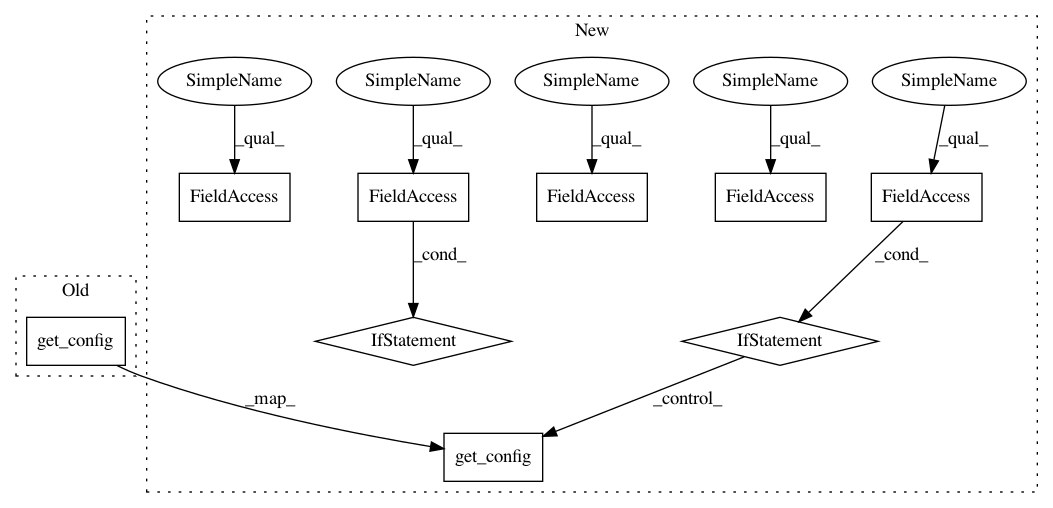 New
SimpleName SimpleName SimpleName SimpleName SimpleName
_qual_ _qual_ _qual_ _qual_ _qual_
FieldAccess FieldAccess FieldAccess FieldAccess FieldAccess
_cond_ _cond_
Old
get_config IfStatement IfStatement
_map_ _control_
get_config